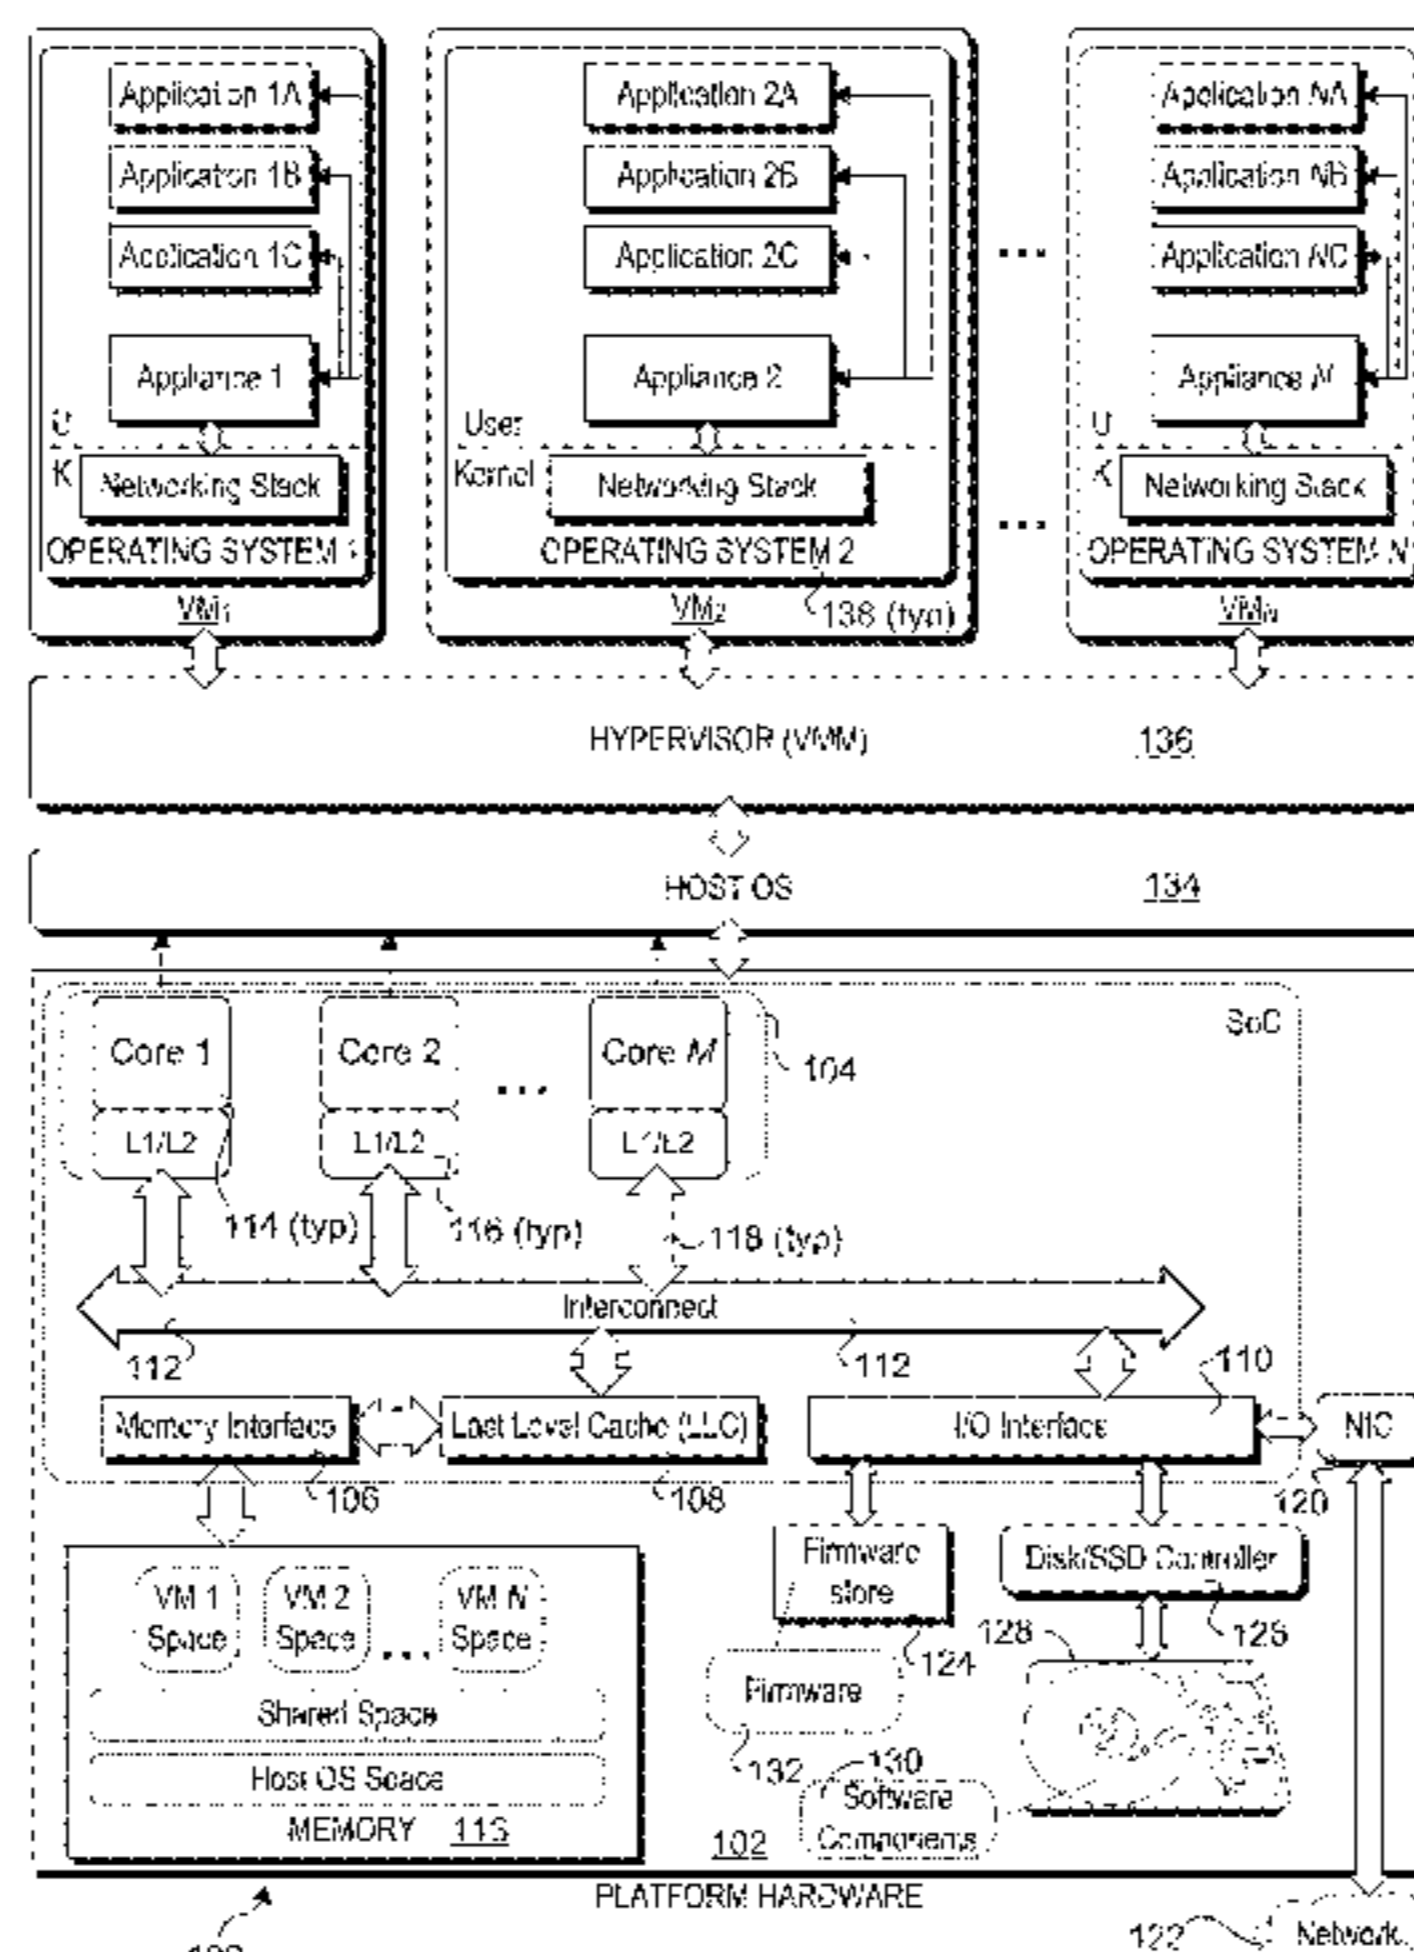 Application 1A
Application 2A
Application NA
Application 1B
Application 2B
Application NB
Application 1C
Application 2C
Application NC
Appliance 1
Appliance 2
Appliance N
U
User
U
K
Networking Stack
Kernel
Networking Stack
K
Networking Stack
OPERATING SYSTEM 1
OPERATING SYSTEM 2
OPERATING SYSTEM N
VM1
VM2
138 (typ)
VMN
HYPERVISOR (VMM)
136
HOST OS
134
SoC
Core 1
Core 2
Core M
104
L1/L2
L1/L2
L1/L2
114 (typ)
116 (typ)
118 (typ)
Interconnect
112
112
110
Memory Interface
Last Level Cache (LLC)
I/O Interface
NIC
106
108
120
Firmware
store
Disk/SSD Controller
VM 1
Space
VM 2
Space
VM N
Space
124
128
126
Firmware
Shared Space
132
130
Host OS Space
Software
Components
MEMORY
102
PLATFORM HARDWARE
122
Network